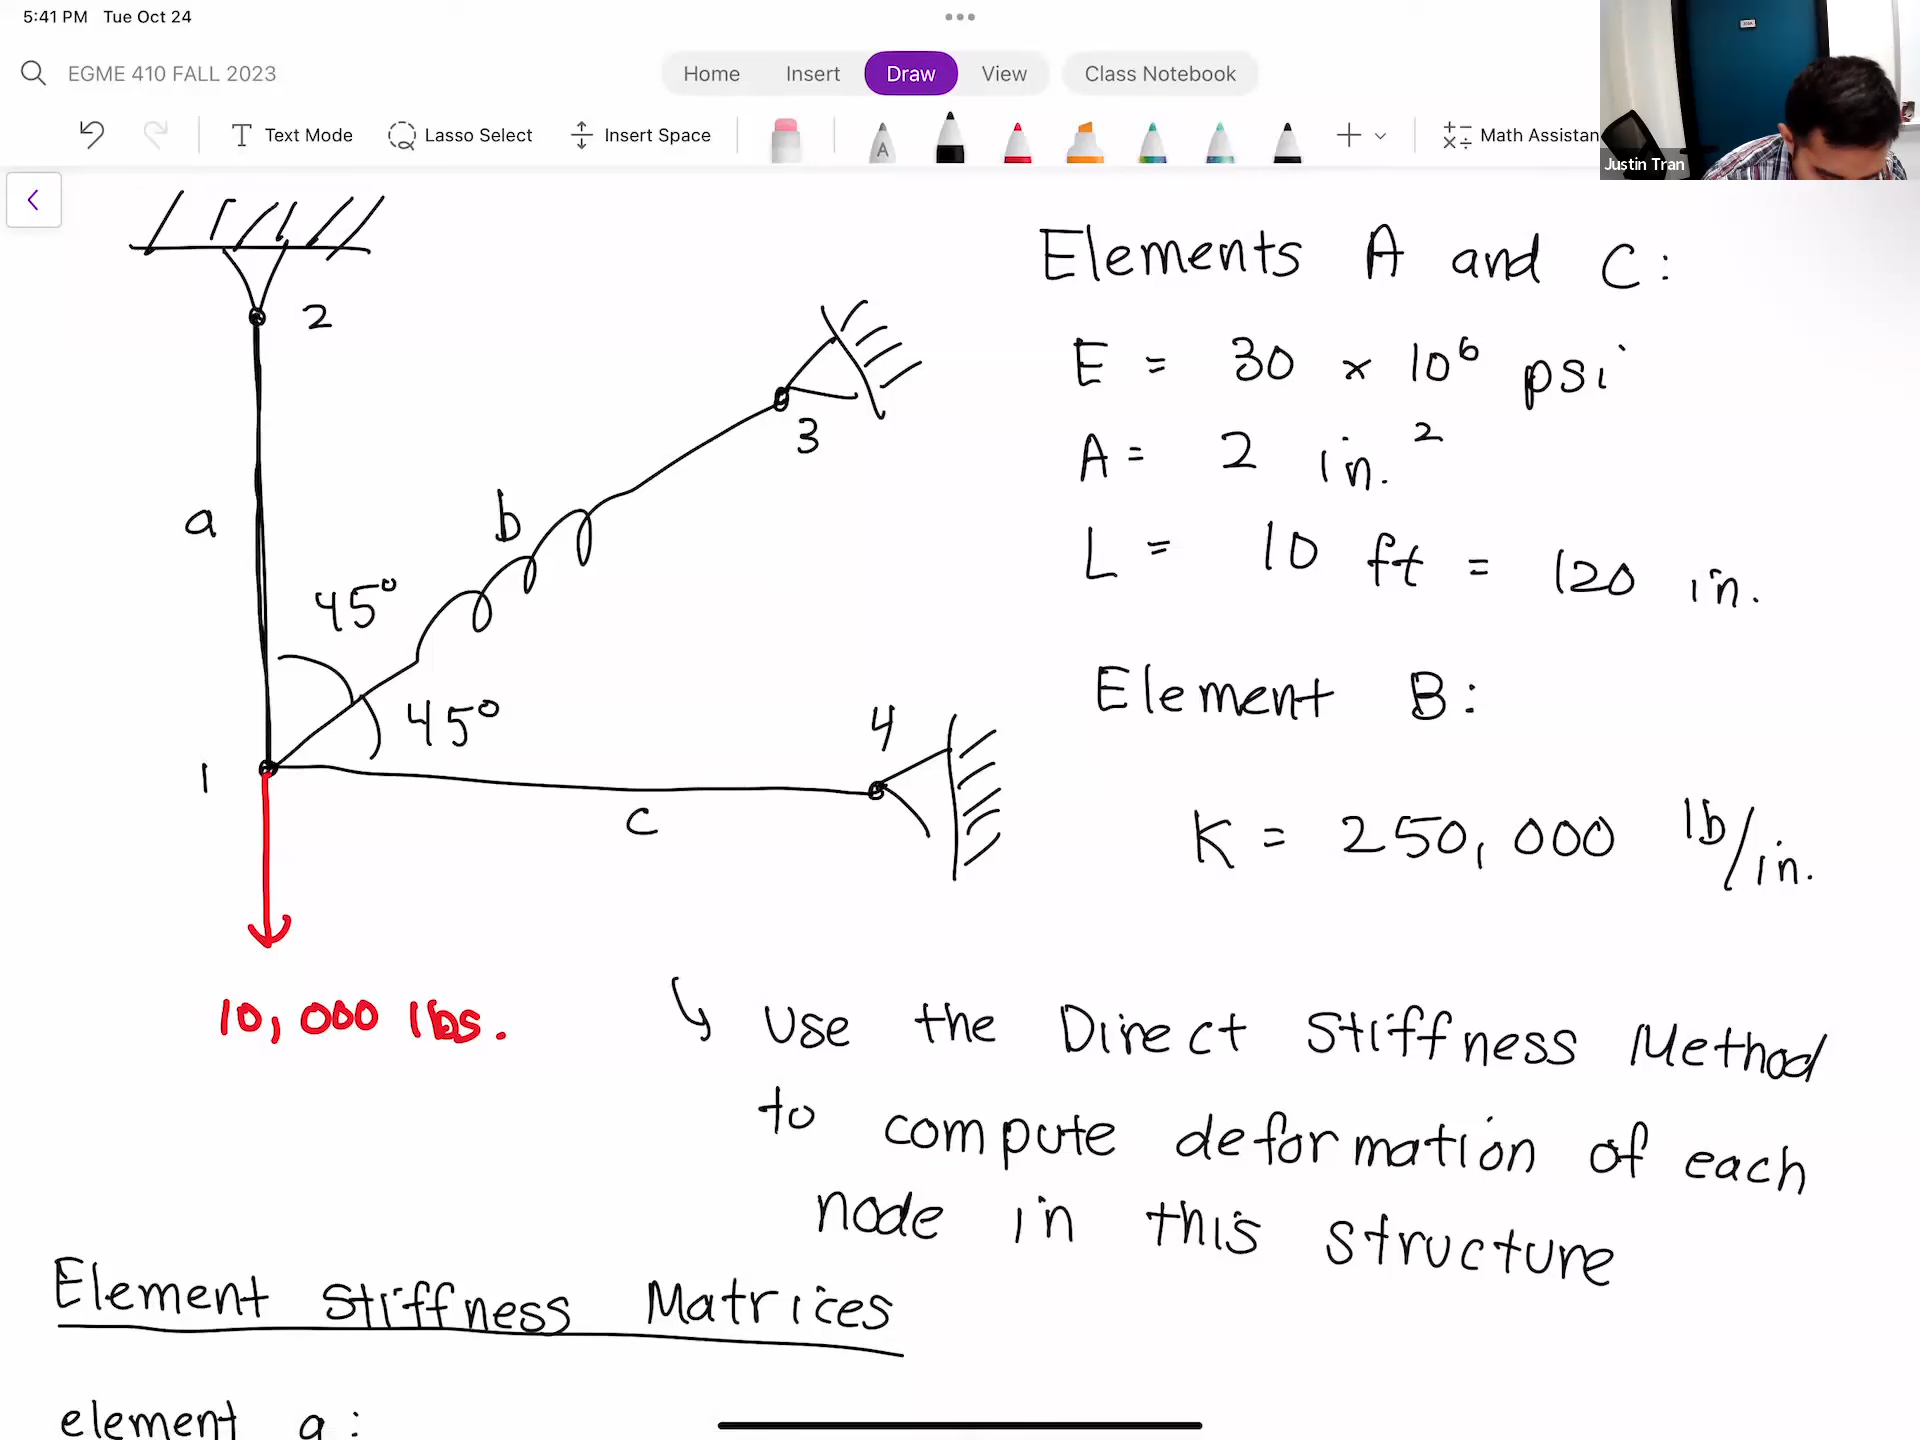 5:41 PM Tue Oct 24
EGME 410 FALL 2023
Home Insert Draw View Class Notebook
Text Mode Lasso Select Insert Space Math Assistan
A
Justin Tran
2
3
a
b
45°
45°
4
1
c
10,000 lbs.
Elements A and C:
E = 30 × 10⁶ psi
A = 2 in.²
L = 10 ft = 120 in.
Element B:
K = 250,000 lb/in.
↳ Use the Direct Stiffness Method
to compute deformation of each
node in this structure
Element Stiffness Matrices
element a: